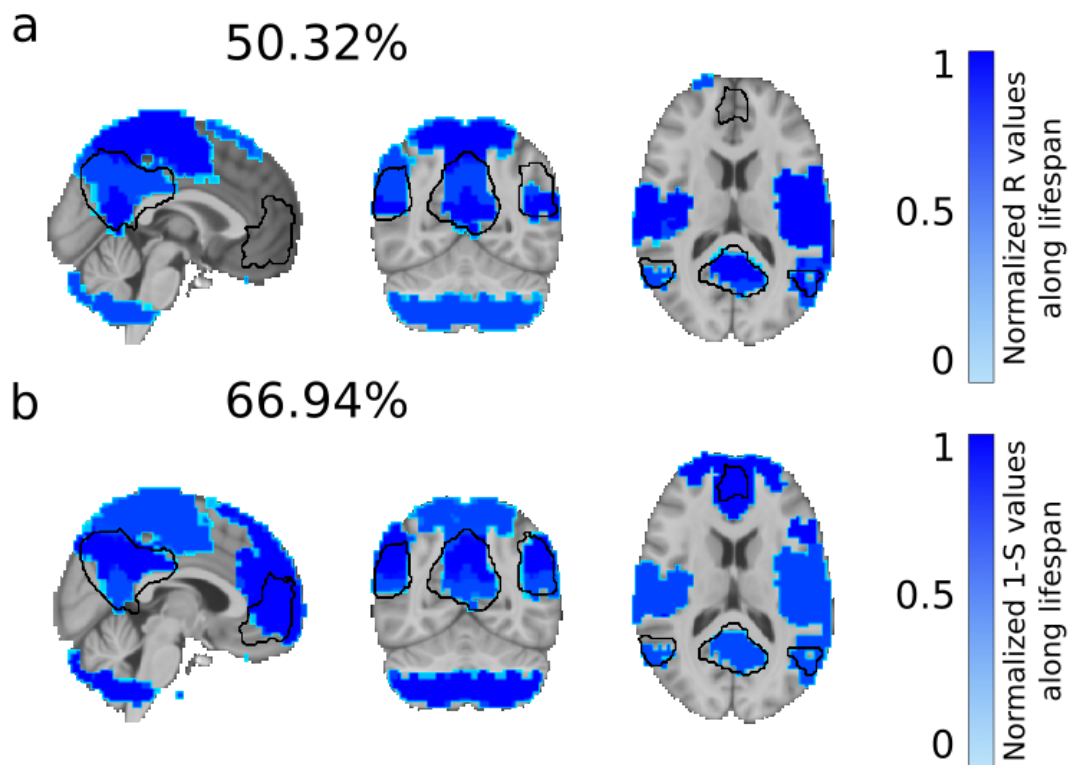 a
50.32%
1
0.5
0
Normalized R values
along lifespan
b
66.94%
1
0.5
0
Normalized 1-S values
along lifespan